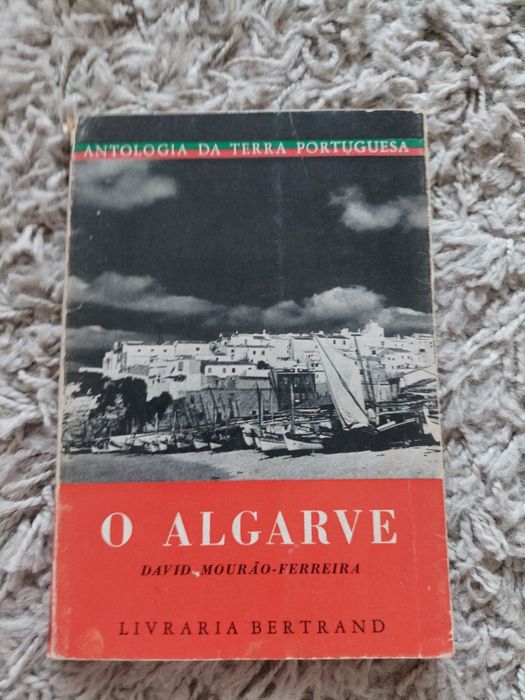 ANTOLOGIA DA TERRA PORTUGUESA
O ALGARVE
DAVID MOURÃO-FERREIRA
LIVRARIA BERTRAND